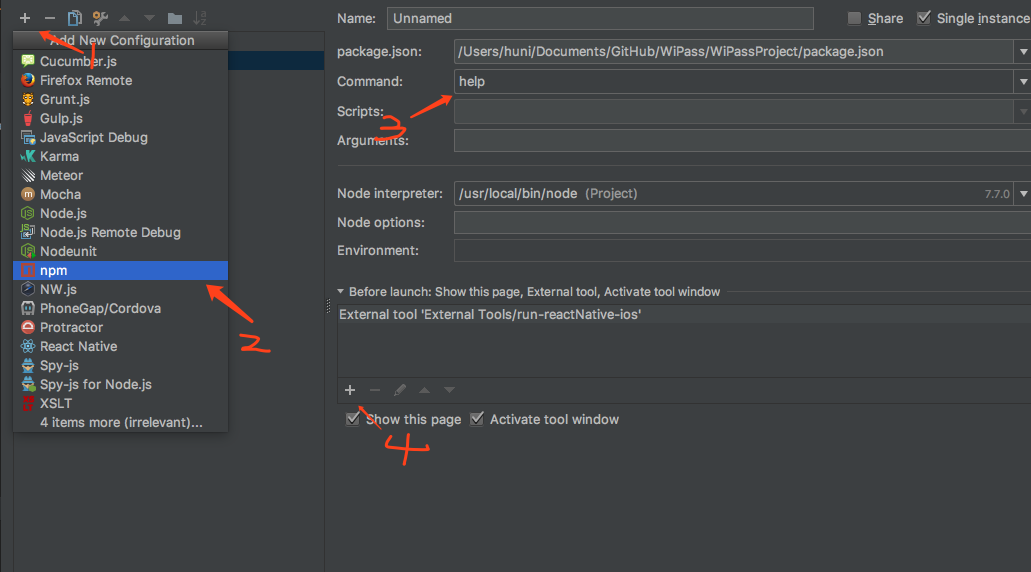 Name: Unnamed Share Single instance
Add New Configuration
1
Cucumber.js
Firefox Remote
Grunt.js
Gulp.js
JavaScript Debug
Karma
Meteor
Mocha
Node.js
Node.js Remote Debug
Nodeunit
npm
NW.js
PhoneGap/Cordova
Protractor
React Native
Spy-js
Spy-js for Node.js
XSLT
4 items more (irrelevant)...
2
package.json: /Users/huni/Documents/GitHub/WiPass/WiPassProject/package.json
Command: help
3
Scripts:
Arguments:
Node interpreter: /usr/local/bin/node (Project) 7.7.0
Node options:
Environment:
Before launch: Show this page, External tool, Activate tool window
External tool 'External Tools/run-reactNative-ios'
Show this page Activate tool window
4